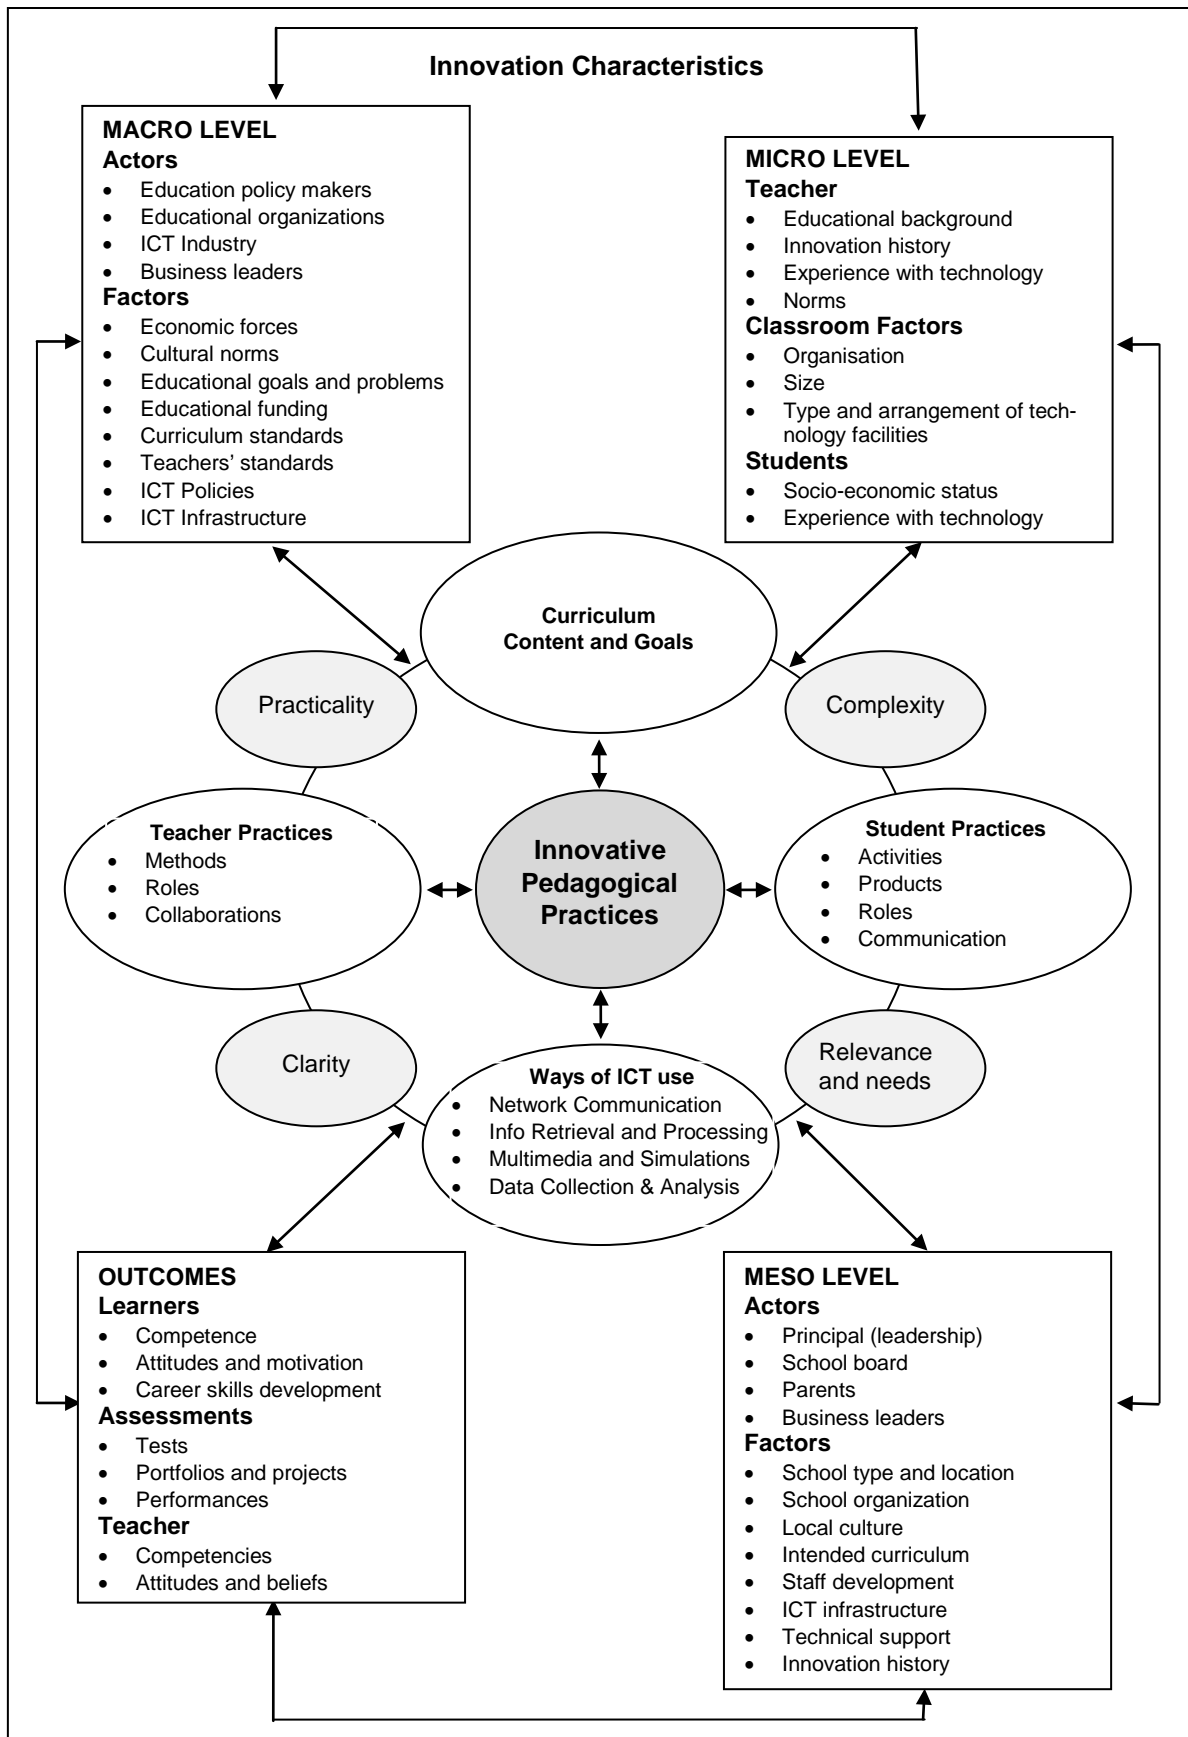 Innovation Characteristics
MACRO LEVEL
Actors
• Education policy makers
• Educational organizations
• ICT Industry
• Business leaders
Factors
• Economic forces
• Cultural norms
• Educational goals and problems
• Educational funding
• Curriculum standards
• Teachers’ standards
• ICT Policies
• ICT Infrastructure
MICRO LEVEL
Teacher
• Educational background
• Innovation history
• Experience with technology
• Norms
Classroom Factors
• Organisation
• Size
• Type and arrangement of tech-
nology facilities
Students
• Socio-economic status
• Experience with technology
Curriculum
Content and Goals
Practicality
Complexity
Teacher Practices
• Methods
• Roles
• Collaborations
Innovative
Pedagogical
Practices
Student Practices
• Activities
• Products
• Roles
• Communication
Clarity
Relevance
and needs
Ways of ICT use
• Network Communication
• Info Retrieval and Processing
• Multimedia and Simulations
• Data Collection & Analysis
OUTCOMES
Learners
• Competence
• Attitudes and motivation
• Career skills development
Assessments
• Tests
• Portfolios and projects
• Performances
Teacher
• Competencies
• Attitudes and beliefs
MESO LEVEL
Actors
• Principal (leadership)
• School board
• Parents
• Business leaders
Factors
• School type and location
• School organization
• Local culture
• Intended curriculum
• Staff development
• ICT infrastructure
• Technical support
• Innovation history